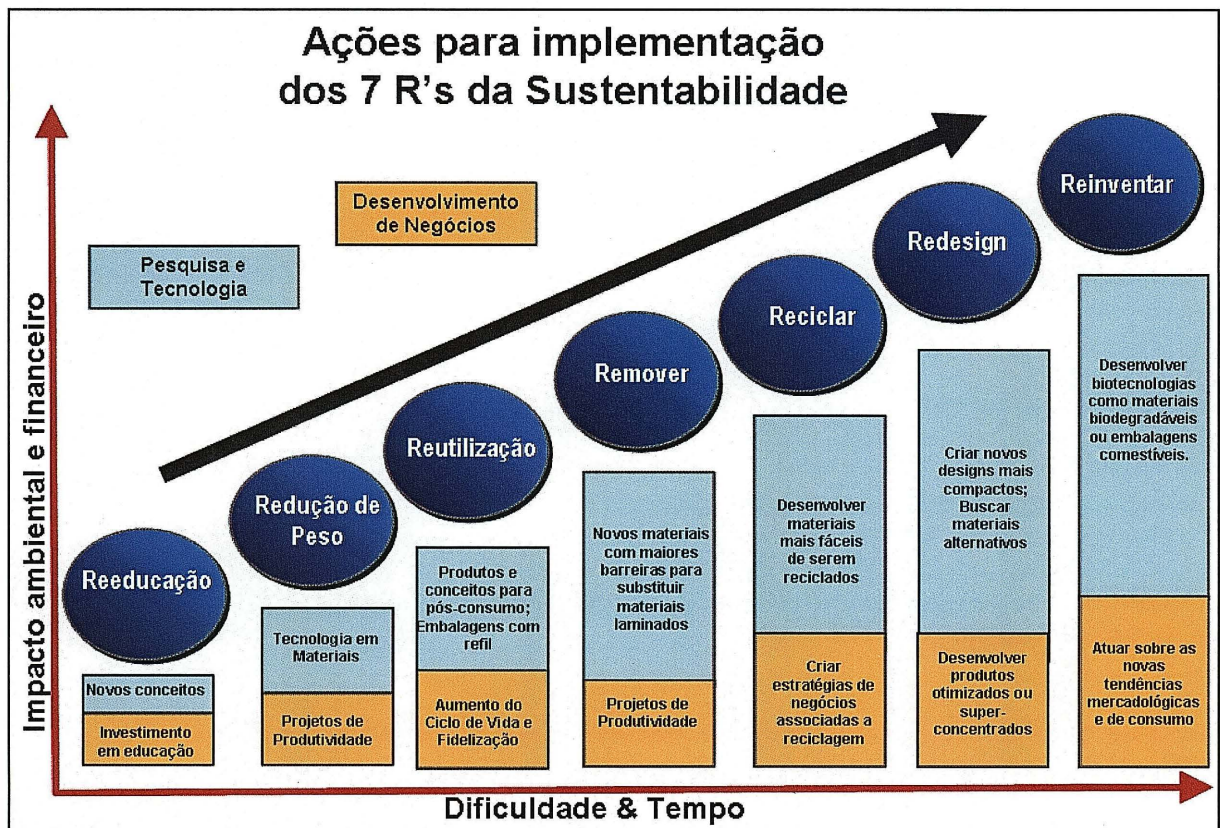 Ações para implementação
dos 7 R's da Sustentabilidade
Impacto ambiental e financeiro
Pesquisa e
Tecnologia
Desenvolvimento
de Negócios
Reeducação
Novos conceitos
Investimento
em educação
Redução de
Peso
Tecnologia em
Materiais
Projetos de
Produtividade
Reutilização
Produtos e
conceitos para
pós-consumo;
Embalagens com
refil
Aumento do
Ciclo de Vida e
Fidelização
Remover
Novos materiais
com maiores
barreiras para
substituir
materiais
laminados
Projetos de
Produtividade
Reciclar
Desenvolver
materiais
mais fáceis
de serem
reciclados
Criar
estratégias de
negócios
associadas a
reciclagem
Redesign
Criar novos
designs mais
compactos;
Buscar
materiais
alternativos
Desenvolver
produtos
otimizados ou
super-
concentrados
Reinventar
Desenvolver
biotecnologias
como materiais
biodegradáveis
ou embalagens
comestíveis.
Atuar sobre as
novas
tendências
mercadológicas
e de consumo
Dificuldade & Tempo